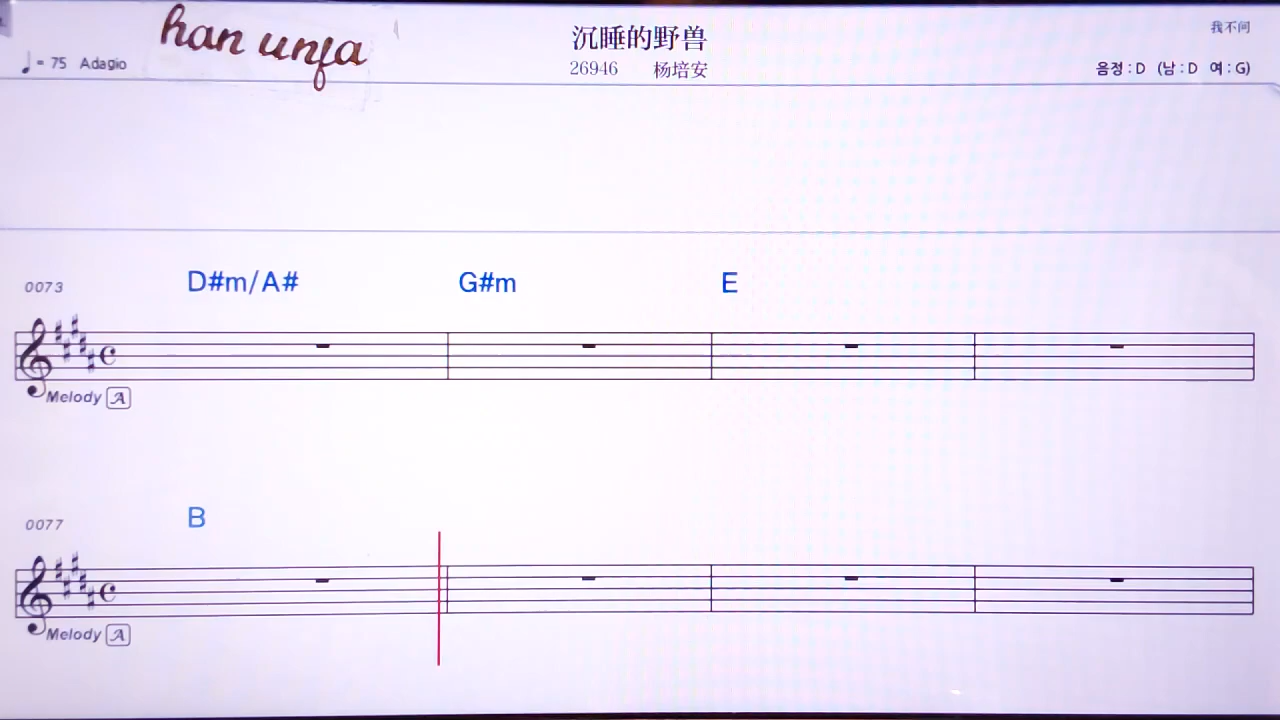 han unfa
沉睡的野兽
我不问
♩= 75 Adagio
26946 杨培安
음정 : D (남 : D 여 : G)
0073 D#m/A# G#m E
Melody A
0077 B
Melody A